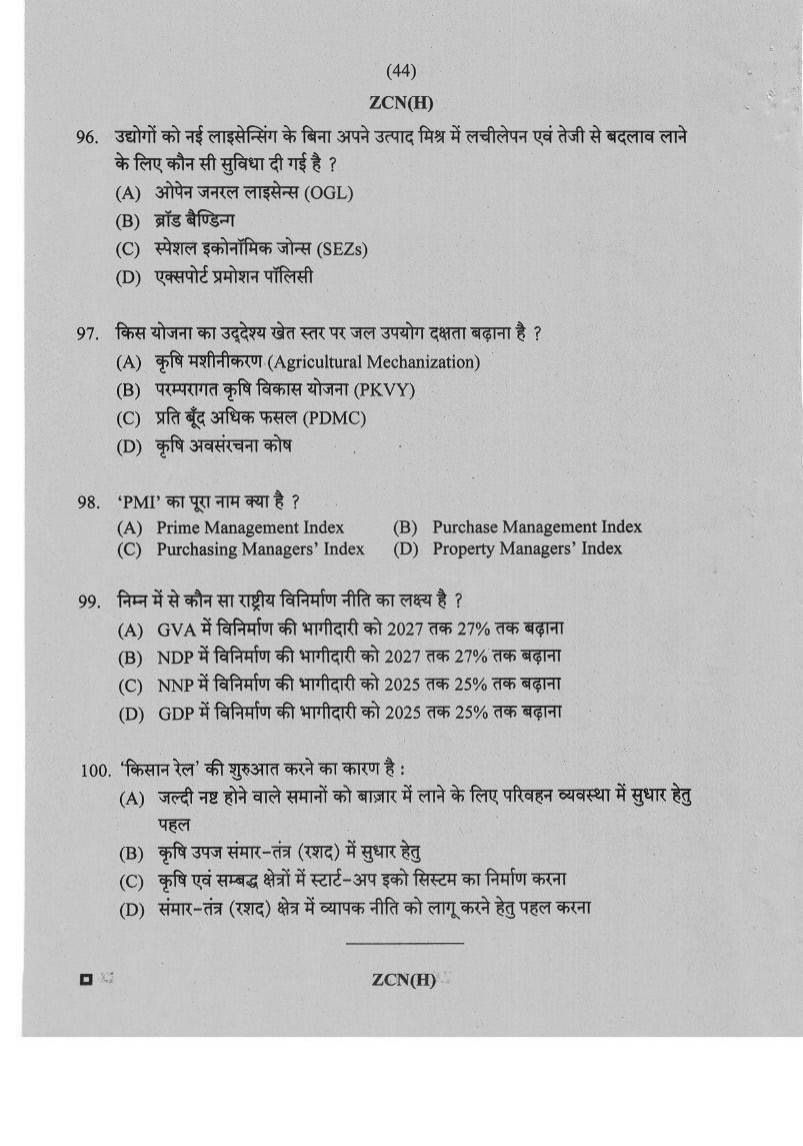 (44)
ZCN(H)
96. उद्योगों को नई लाइसेन्सिंग के बिना अपने उत्पाद मिश्र में लचीलेपन एवं तेजी से बदलाव लाने
के लिए कौन सी सुविधा दी गई है ?
(A) ओपेन जनरल लाइसेन्स (OGL)
(B) ब्रॉड बैण्डिन्ग
(C) स्पेशल इकोनॉमिक जोन्स (SEZs)
(D) एक्सपोर्ट प्रमोशन पॉलिसी
97. किस योजना का उद्‌देश्य खेत स्तर पर जल उपयोग दक्षता बढ़ाना है ?
(A) कृषि मशीनीकरण (Agricultural Mechanization)
(B) परम्परागत कृषि विकास योजना (PKVY)
(C) प्रति बूँद अधिक फसल (PDMC)
(D) कृषि अवसंरचना कोष
98. ‘PMI’ का पूरा नाम क्या है ?
(A) Prime Management Index (B) Purchase Management Index
(C) Purchasing Managers’ Index (D) Property Managers’ Index
99. निम्न में से कौन सा राष्ट्रीय विनिर्माण नीति का लक्ष्य है ?
(A) GVA में विनिर्माण की भागीदारी को 2027 तक 27% तक बढ़ाना
(B) NDP में विनिर्माण की भागीदारी को 2027 तक 27% तक बढ़ाना
(C) NNP में विनिर्माण की भागीदारी को 2025 तक 25% तक बढ़ाना
(D) GDP में विनिर्माण की भागीदारी को 2025 तक 25% तक बढ़ाना
100. ‘किसान रेल’ की शुरुआत करने का कारण है :
(A) जल्दी नष्ट होने वाले समानों को बाज़ार में लाने के लिए परिवहन व्यवस्था में सुधार हेतु
पहल
(B) कृषि उपज संमार-तंत्र (रशद) में सुधार हेतु
(C) कृषि एवं सम्बद्ध क्षेत्रों में स्टार्ट-अप इको सिस्टम का निर्माण करना
(D) संमार-तंत्र (रशद) क्षेत्र में व्यापक नीति को लागू करने हेतु पहल करना
ZCN(H)